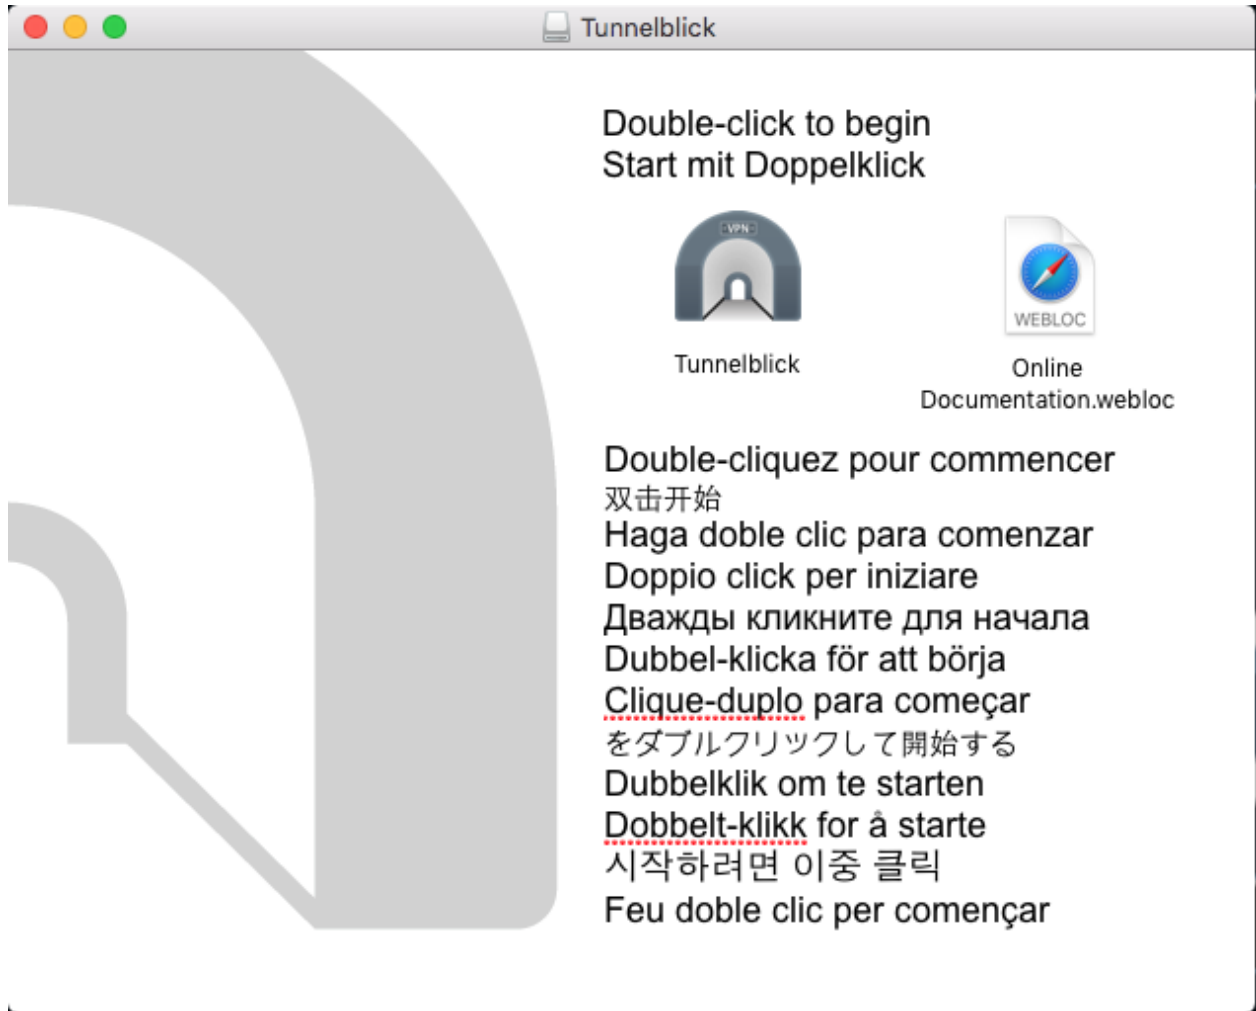 Tunnelblick
Double-click to begin
Start mit Doppelklick
VPN
WEBLOC
Tunnelblick
Online
Documentation.webloc
Double-cliquez pour commencer
双击开始
Haga doble clic para comenzar
Doppio click per iniziare
Дважды кликните для начала
Dubbel-klicka för att börja
Clique-duplo para começar
をダブルクリックして開始する
Dubbelklik om te starten
Dobbelt-klikk for å starte
시작하려면 이중 클릭
Feu doble clic per començar